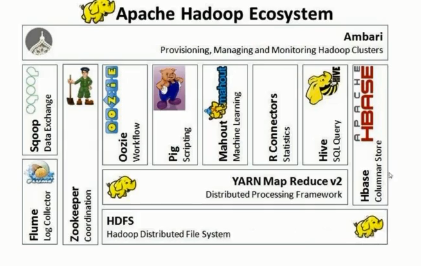 Apache Hadoop Ecosystem
Ambari
Provisioning, Managing and Monitoring Hadoop Clusters
Sqoop
Data Exchange
Flume
Log Collector
Zookeeper
Coordination
OOZIE
Oozie
Workflow
Pig
Scripting
mahout
Mahout
Machine Learning
R Connectors
Statistics
HIVE
Hive
SQL Query
APACHE
HBASE
Hbase
Columnar Store
YARN Map Reduce v2
Distributed Processing Framework
HDFS
Hadoop Distributed File System